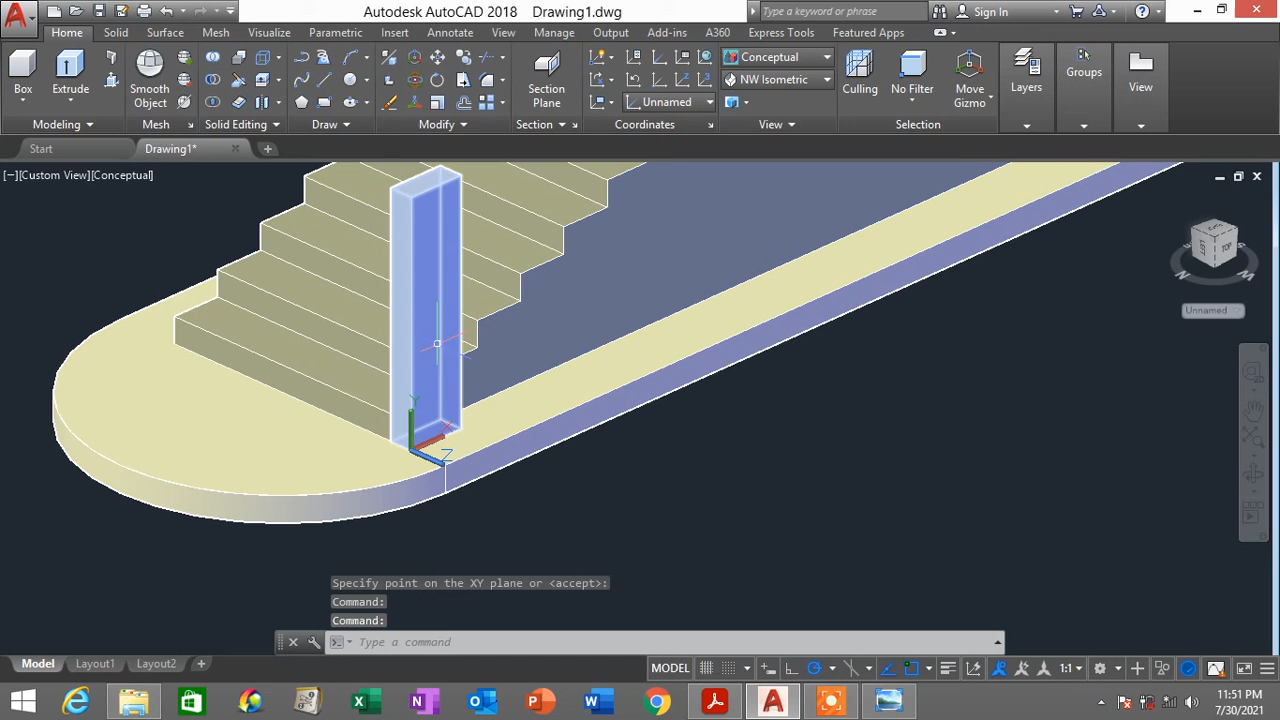 Autodesk AutoCAD 2018 Drawing1.dwg
Type a keyword or phrase
Sign In
Home Solid Surface Mesh Visualize Parametric Insert Annotate View Manage Output Add-ins A360 Express Tools Featured Apps
Box
Extrude
Smooth
Object
Section
Plane
Unnamed
Conceptual
NW Isometric
Culling
No Filter
Move
Gizmo
Layers
Groups
View
Modeling
Mesh
Solid Editing
Draw
Modify
Section
Coordinates
View
Selection
Start
Drawing1*
[−][Custom View][Conceptual]
TOP
N
Unnamed
Y
X
Z
Specify point on the XY plane or <accept>:
Command:
Command:
Type a command
Model Layout1 Layout2
MODEL
1:1
11:51 PM
7/30/2021